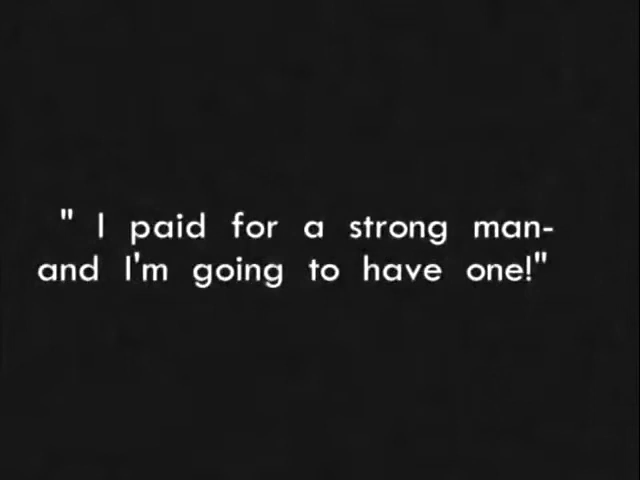 " I paid for a strong man-
and I'm going to have one!"